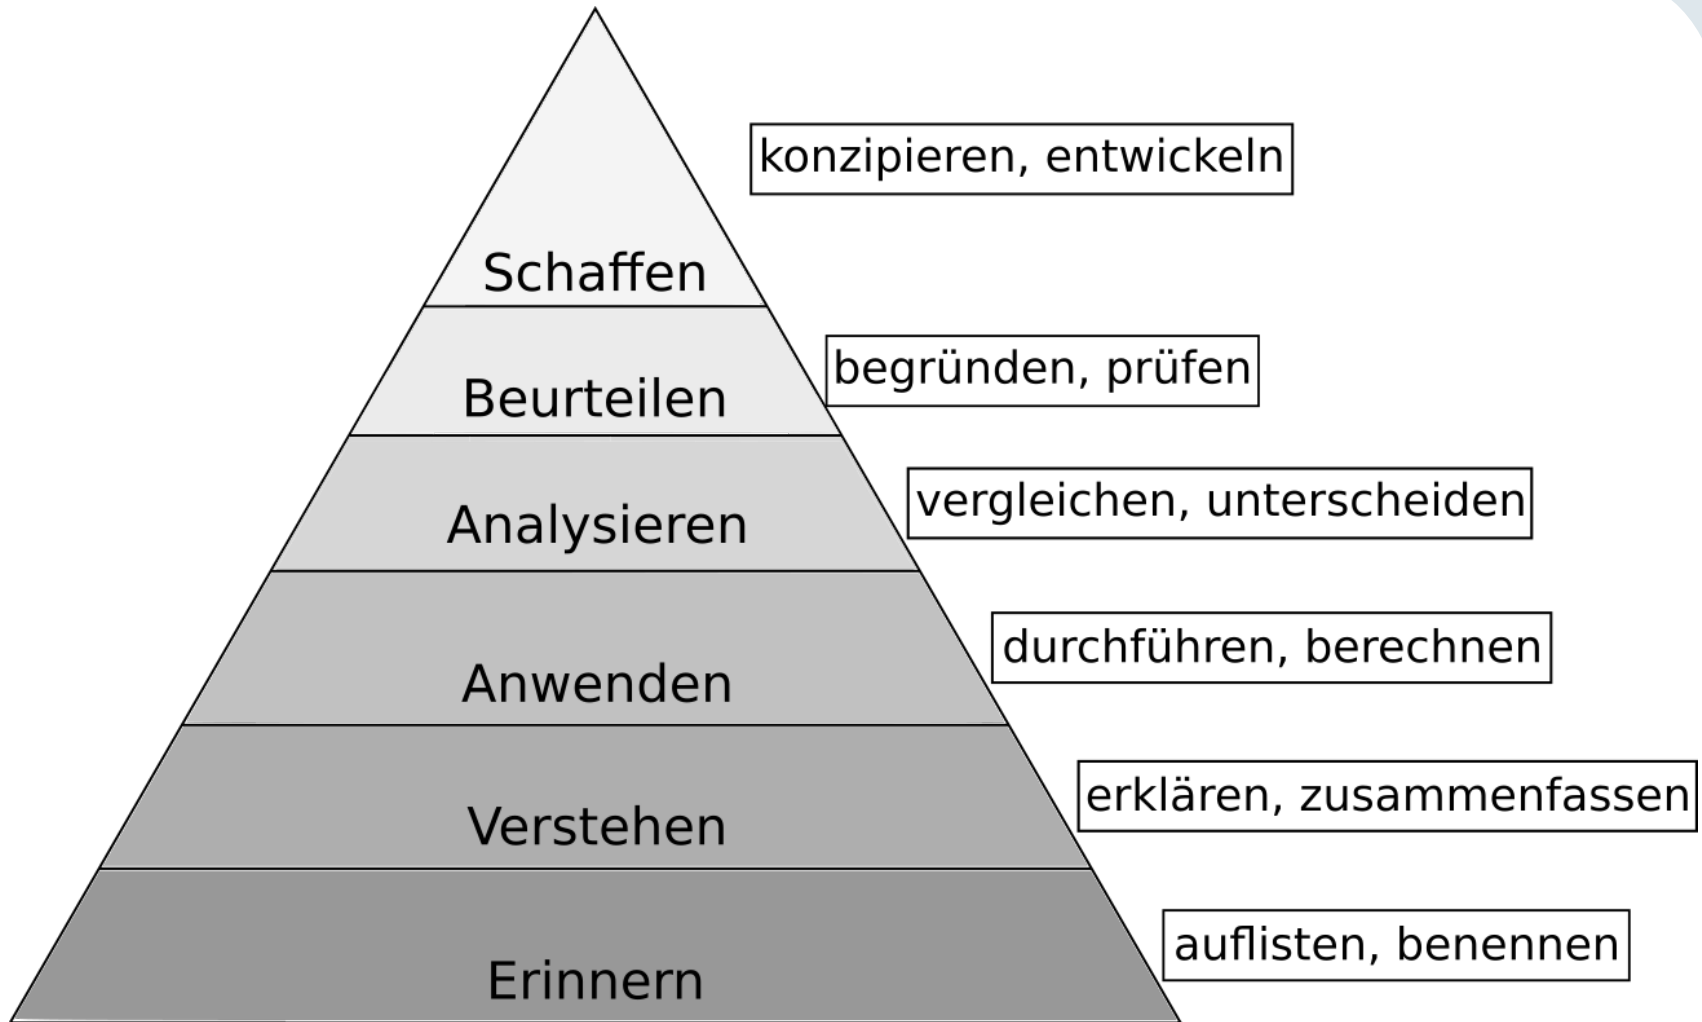 konzipieren, entwickeln
Schaffen
begründen, prüfen
Beurteilen
vergleichen, unterscheiden
Analysieren
durchführen, berechnen
Anwenden
erklären, zusammenfassen
Verstehen
auflisten, benennen
Erinnern